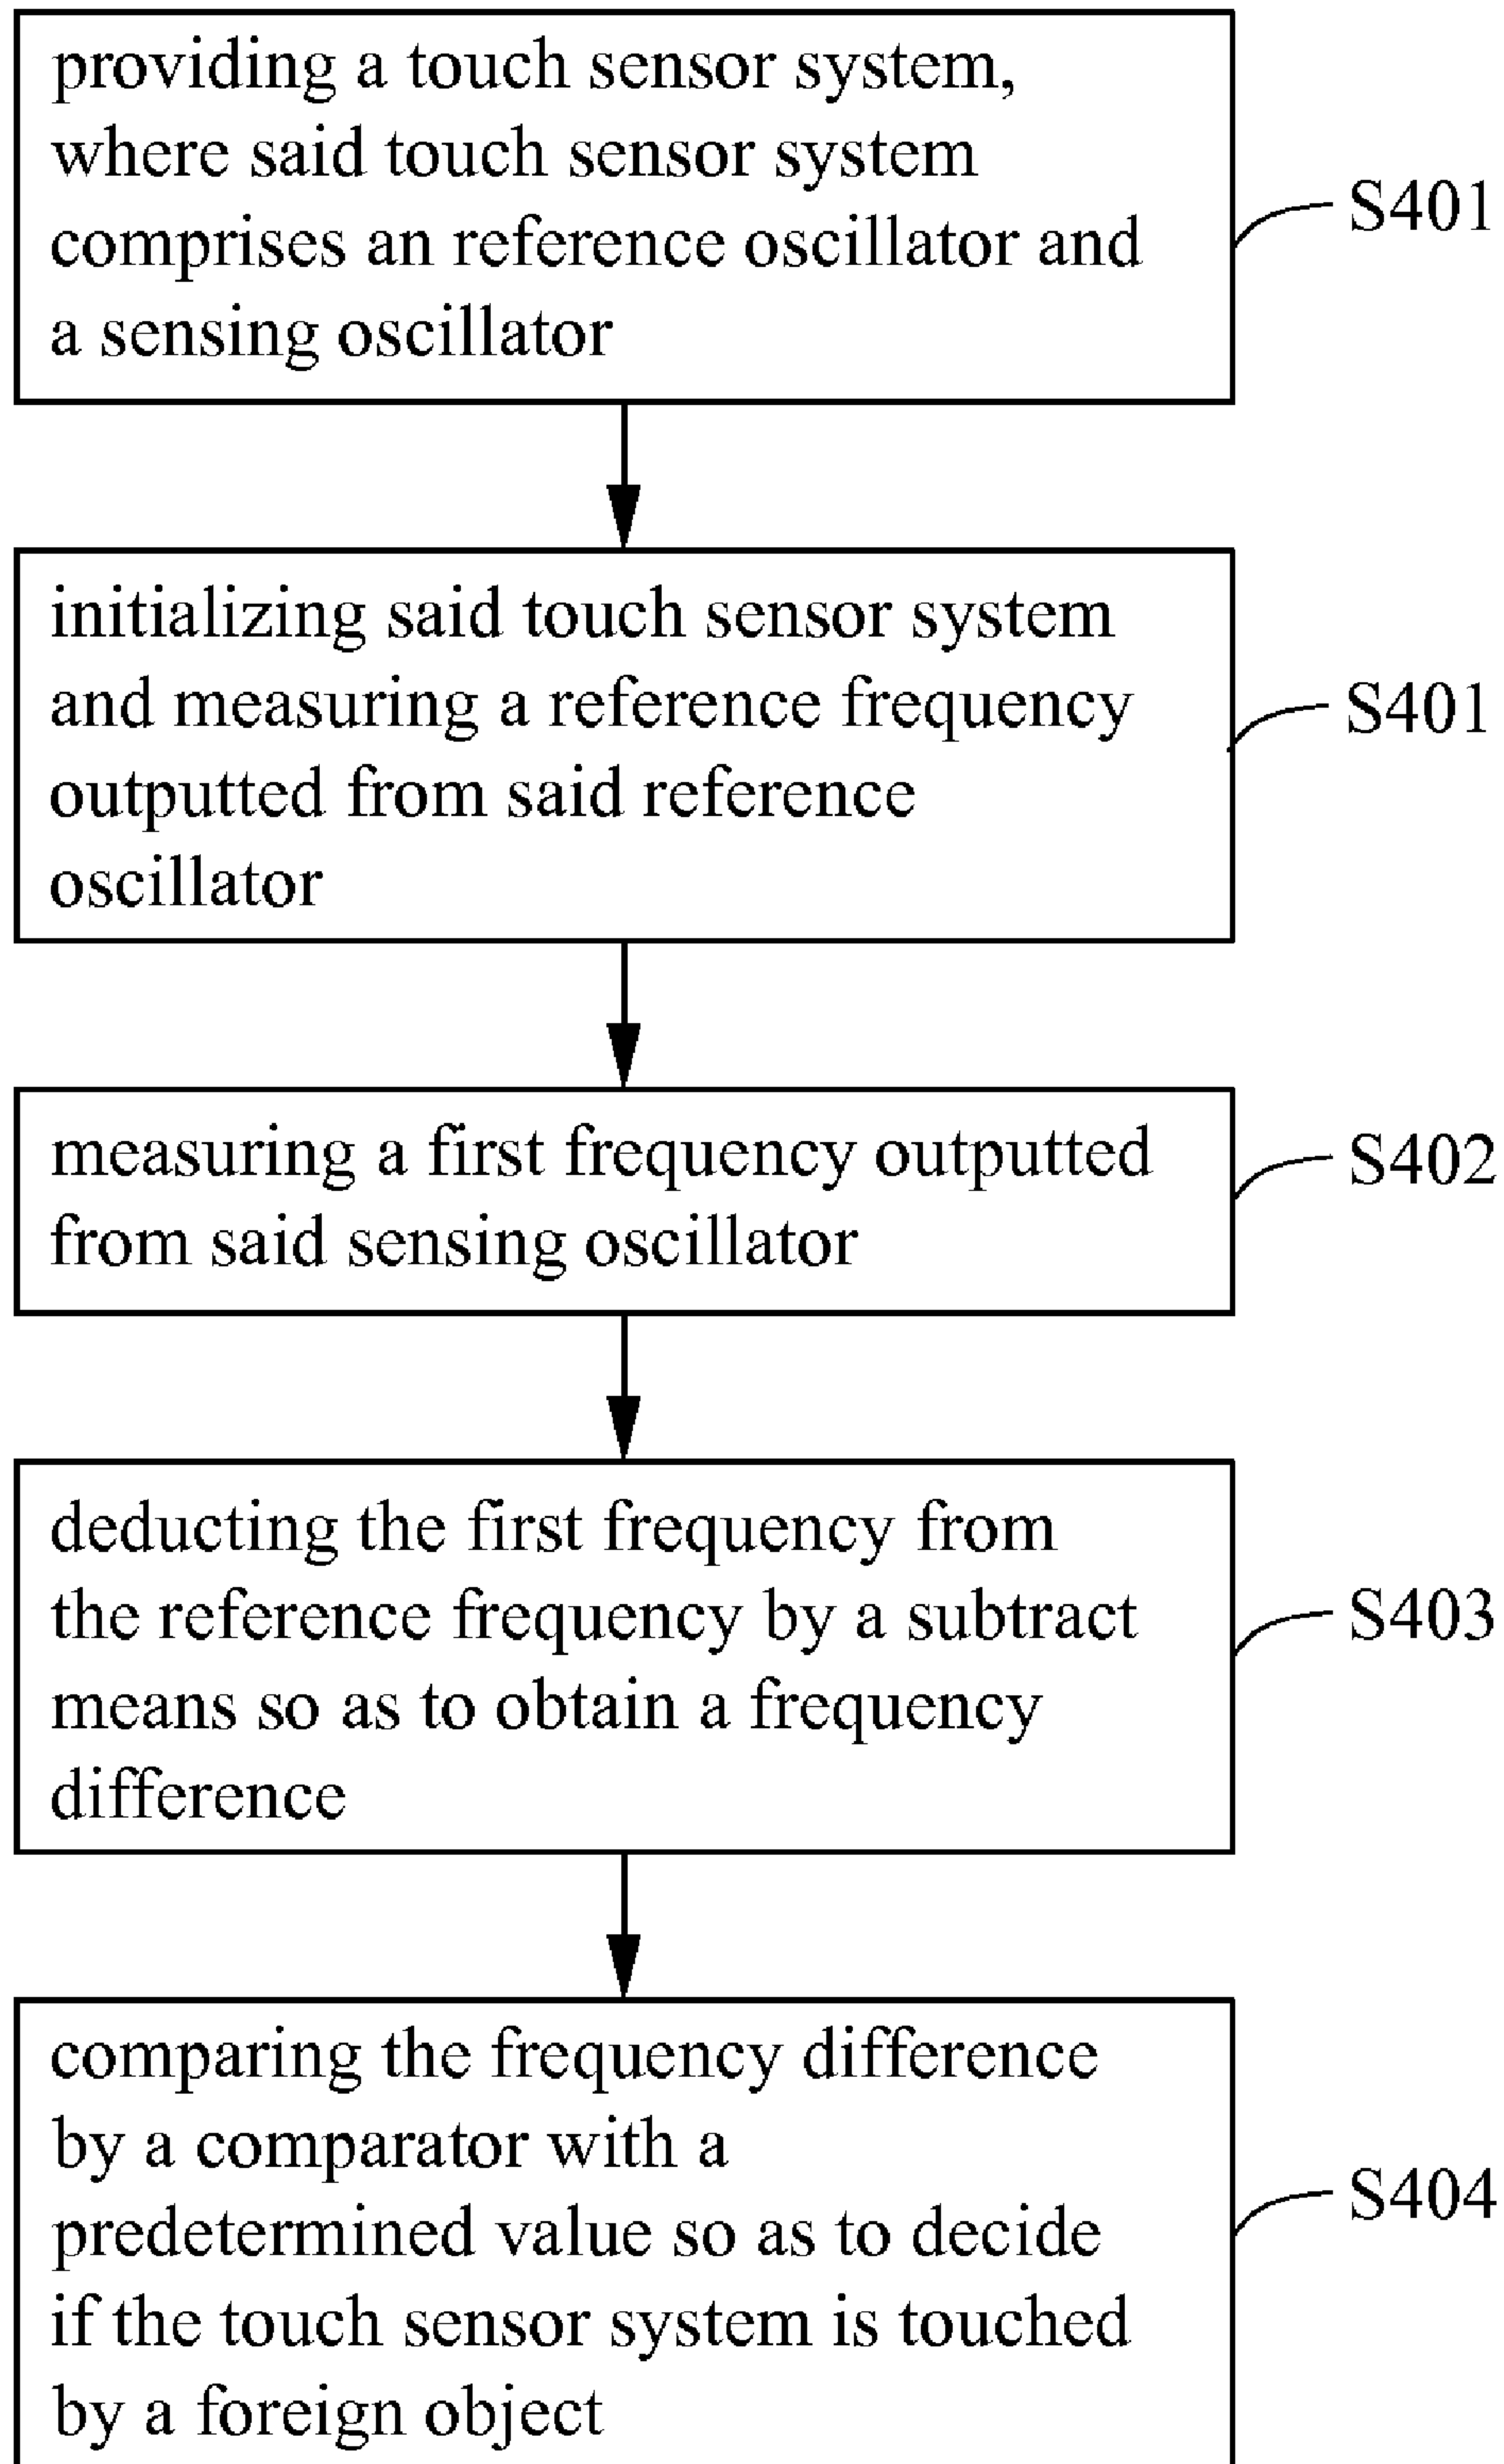 providing a touch sensor system,
where said touch sensor system
comprises an reference oscillator and
a sensing oscillator
S401
initializing said touch sensor system
and measuring a reference frequency
outputted from said reference
oscillator
S401
measuring a first frequency outputted
from said sensing oscillator
S402
deducting the first frequency from
the reference frequency by a subtract
means so as to obtain a frequency
difference
S403
comparing the frequency difference
by a comparator with a
predetermined value so as to decide
if the touch sensor system is touched
by a foreign object
S404